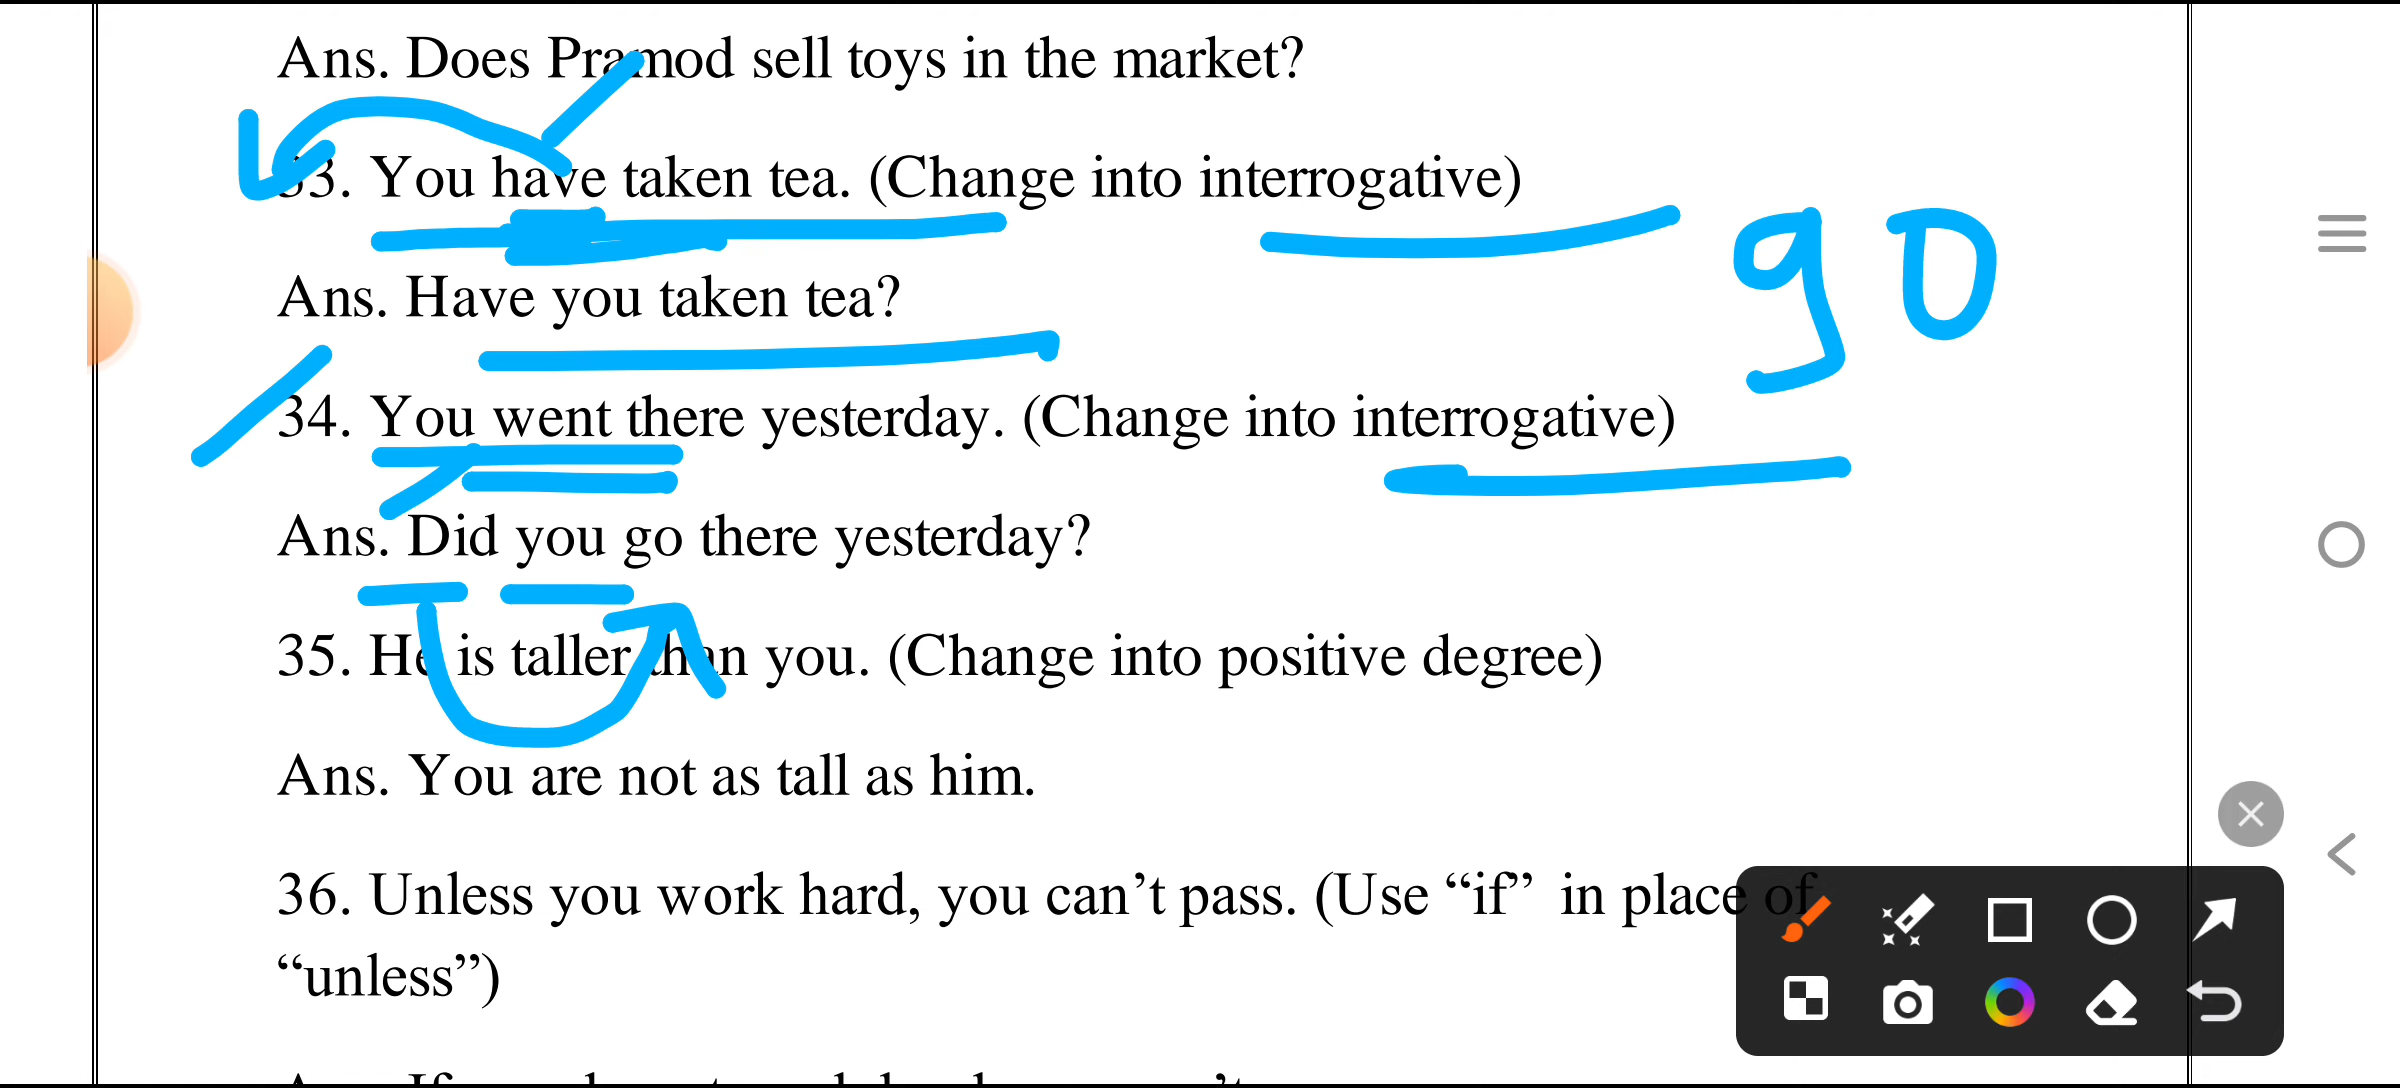 Ans. Does Pramod sell toys in the market?
33. You have taken tea. (Change into interrogative)
go
Ans. Have you taken tea?
34. You went there yesterday. (Change into interrogative)
Ans. Did you go there yesterday?
35. He is taller than you. (Change into positive degree)
Ans. You are not as tall as him.
36. Unless you work hard, you can’t pass. (Use “if” in place of
“unless”)